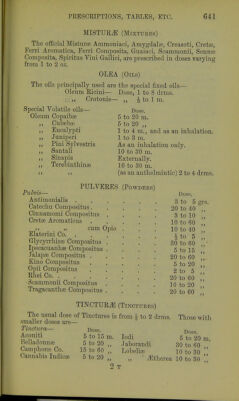 PRESCRIPTIONS, TABLES, ETC. 641
MISTURÆ (Mixtures)
The official Misturæ Ammoniaci, Amygdalæ, Creasoti, Cretæ,
Ferri Aromatica, Ferri Composita, Guaiaci, Scammonii, Sennæ
Composita, Spiritus Vini Gallici, are prescribed in doses varying
from 1 to 2 oz.
OLEA (Oils)
The oils principally used are the special fixed oils—
Oleum Ricini— Dose, 1 to 8 drms.
„ Crotonis— „ ⅓ to 1 m.
Special Volatile oils— Dose.
Oleum Copaibæ 5 to 20 m.
„ Cubebæ 5 to 20 „
„ Eucalypti 1 to 4 m., and as an inhalation.
„ Juniperi 1 to 3 m.
„ Pini Sylvestris As an inhalation only.
„ Santali 10 to 30 m.
„ Sinapis Externally.
„ Terebinthinæ 10 to 30 m.
(as an anthelmintic) 2 to 4 drms.
PULVERES (Powders)
Pulvis— Dose,
Antimonialis 3 to 5 grs.
Catechu Compositus 20 to 40 „
Cinnamomi Compositus 3 to 10 „
Cretæ Aromaticus 10 to 60 „
„ „ cum Opio 10 to 40 „
Elaterini Co. ½ to 5 „
Glycyrrhizæ Compositus 30 to 60 „
Ipecacuanhæ Compositus 5 to 15 „
Jalapæ Compositus 20 to 60 „
Kino Compositus 5 to 20 „
Opii Compositus 2 to 5 „
Rhei Co. 20 to 60 „
Scammonii Compositus 10 to 20 „
Tragacanthæ Compositus 20 to 60 „
TINCTURÆ (Tinctures)
The usual dose of Tinctures is from ½ to 2 drms. Those with
smaller doses are—
Tinctura— Dose. Dose.
Aconiti 5 to 15 m. Iodi 5 to 20 m.
Belladonnæ 5 to 20 „ Jaborandi 30 to 60 „
Camphoræ Co. 15 to 60 „ Lobeliæ 10 to 30 „
Cannabis Indicæ 5 to 20 „ „ Ætherea 10 to 30 „
2 T